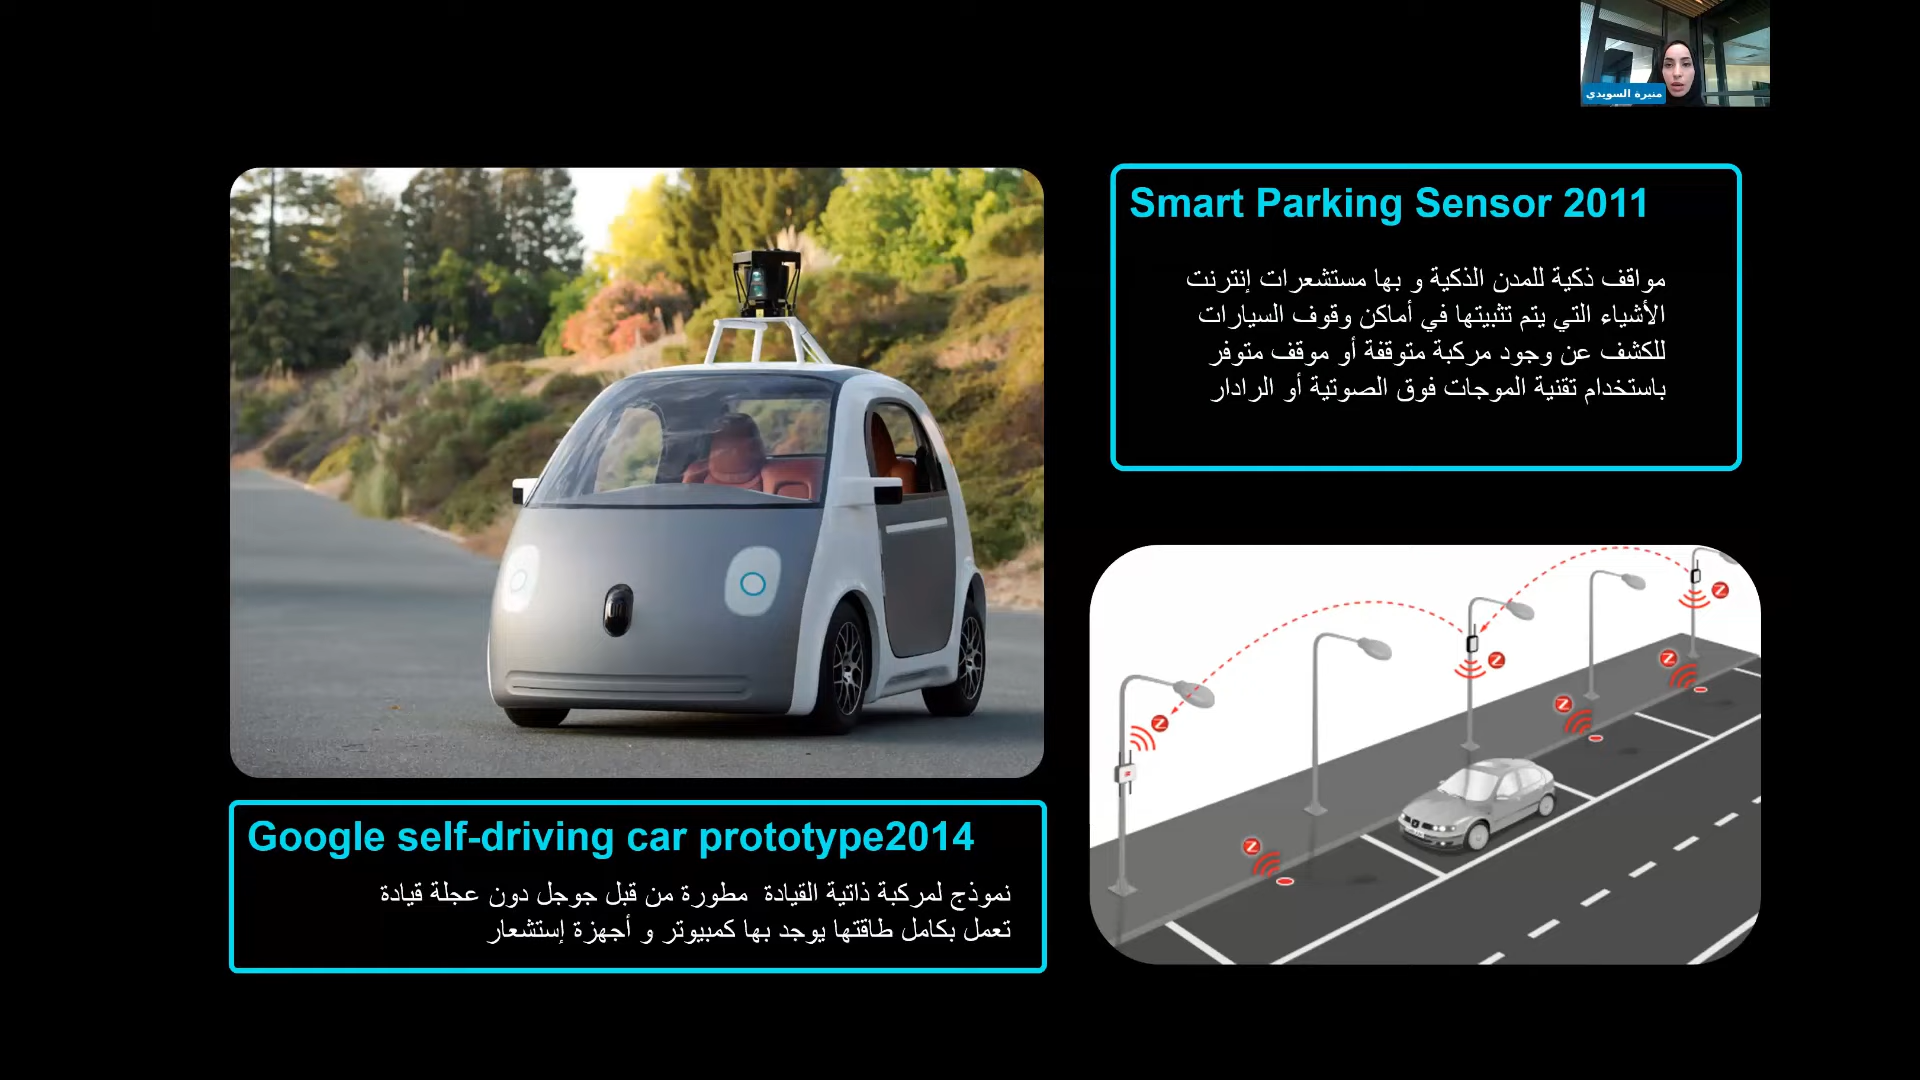 منيرة السويدي
Smart Parking Sensor 2011
مواقف ذكية للمدن الذكية و بها مستشعرات إنترنت
الأشياء التي يتم تثبيتها في أماكن وقوف السيارات
للكشف عن وجود مركبة متوقفة أو موقف متوفر
باستخدام تقنية الموجات فوق الصوتية أو الرادار
Google self-driving car prototype2014
نموذج لمركبة ذاتية القيادة  مطورة من قبل جوجل دون عجلة قيادة
تعمل بكامل طاقتها يوجد بها كمبيوتر و أجهزة إستشعار
Z
Z
Z
Z
Z
Z